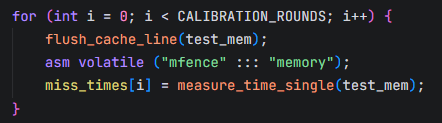 for (int i = 0; i < CALIBRATION_ROUNDS; i++) {
    flush_cache_line(test_mem);
    asm volatile ("mfence" ::: "memory");
    miss_times[i] = measure_time_single(test_mem);
}